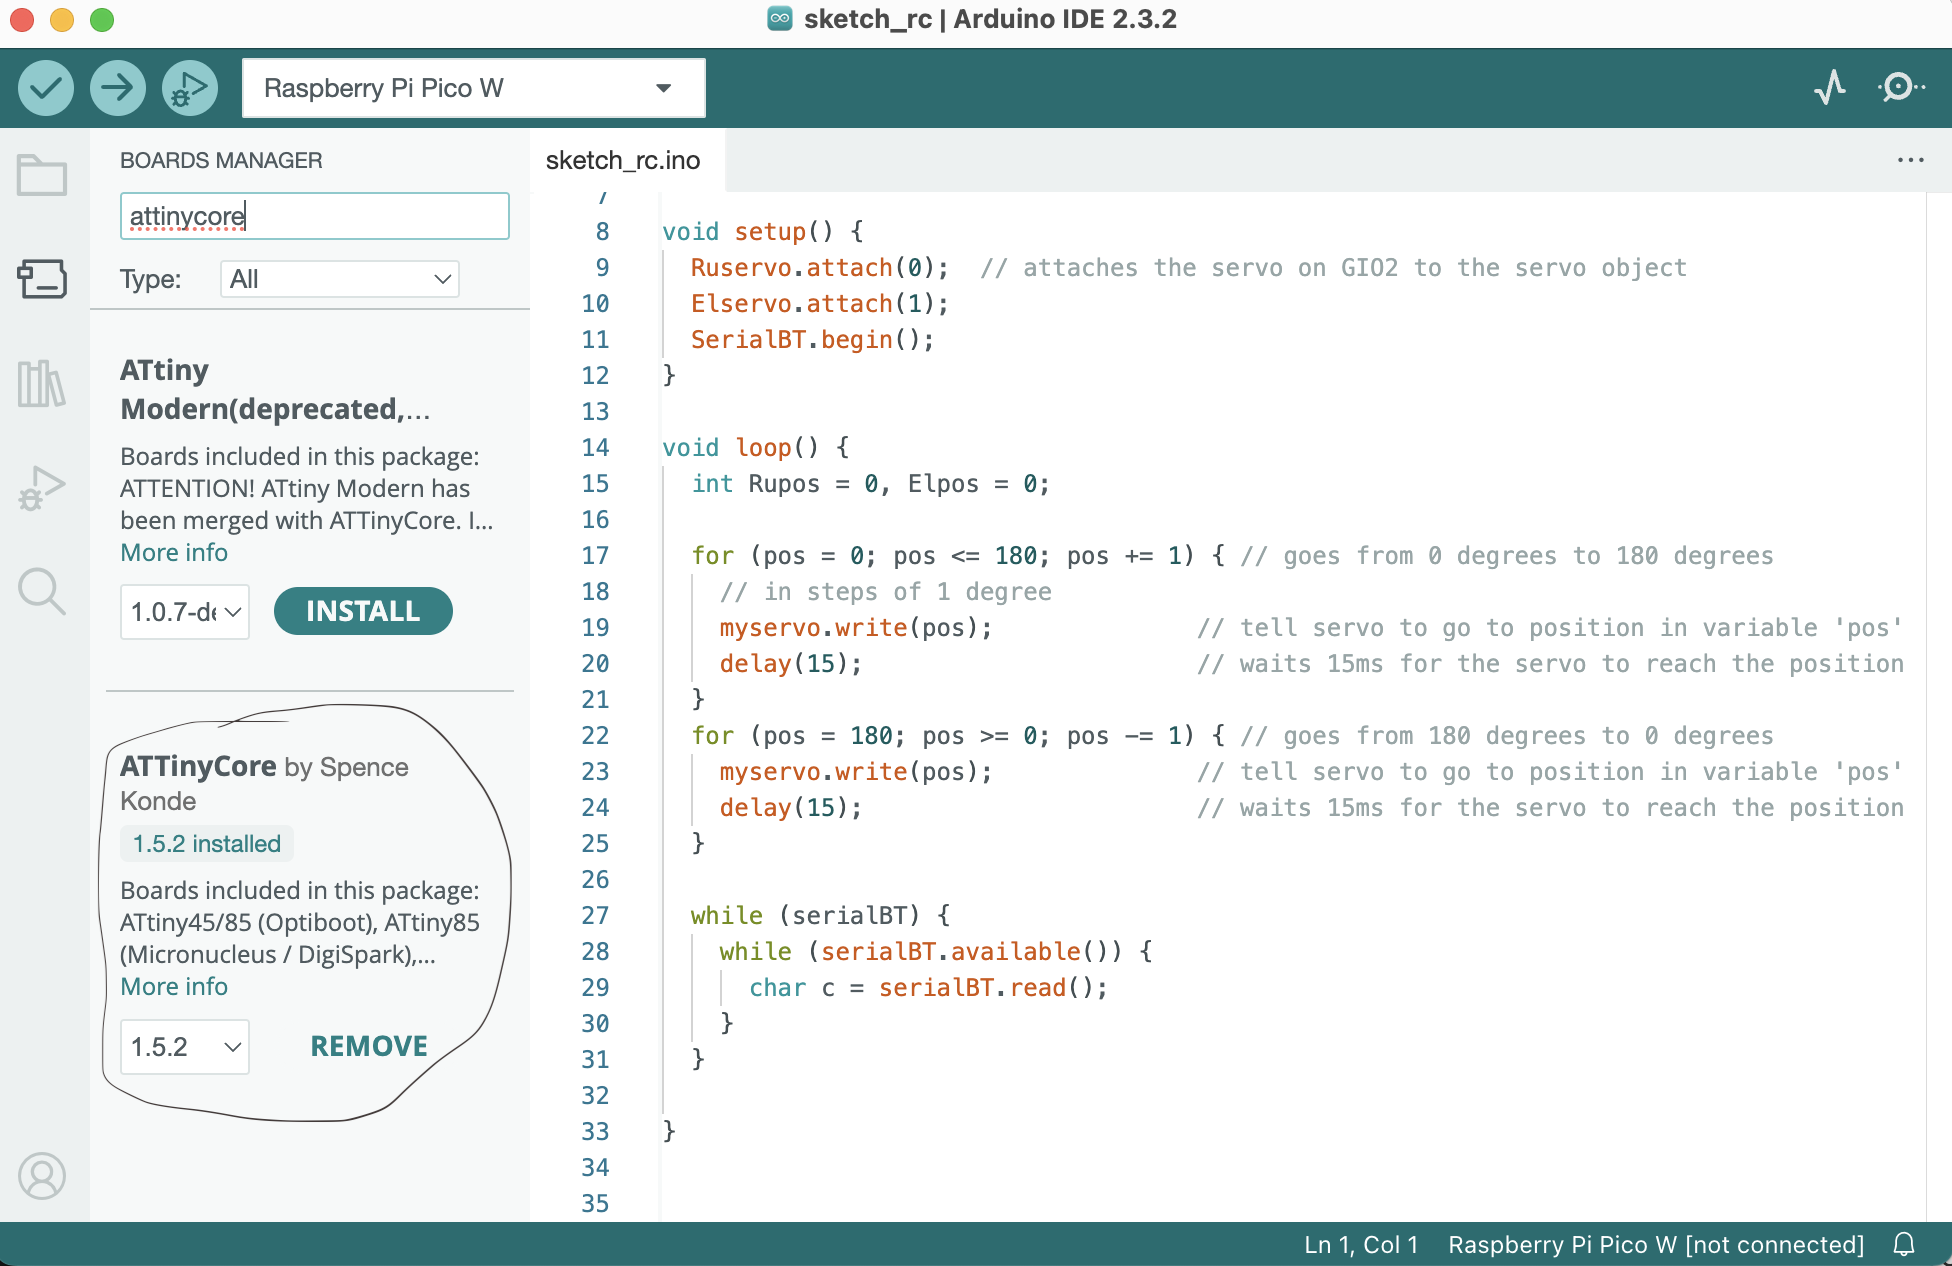 sketch_rc | Arduino IDE 2.3.2
Raspberry Pi Pico W
BOARDS MANAGER
attinycore
Type: All
ATtiny
Modern(deprecated,...
Boards included in this package:
ATTENTION! ATtiny Modern has
been merged with ATTinyCore. I...
More info
1.0.7-de INSTALL
ATTinyCore by Spence
Konde
1.5.2 installed
Boards included in this package:
ATtiny45/85 (Optiboot), ATtiny85
(Micronucleus / DigiSpark),...
More info
1.5.2 REMOVE
sketch_rc.ino
7
8 void setup() {
9 Ruservo.attach(0); // attaches the servo on GIO2 to the servo object
10 Elservo.attach(1);
11 SerialBT.begin();
12 }
13
14 void loop() {
15 int Rupos = 0, Elpos = 0;
16
17 for (pos = 0; pos <= 180; pos += 1) { // goes from 0 degrees to 180 degrees
18 // in steps of 1 degree
19 myservo.write(pos); // tell servo to go to position in variable 'pos'
20 delay(15); // waits 15ms for the servo to reach the position
21 }
22 for (pos = 180; pos >= 0; pos -= 1) { // goes from 180 degrees to 0 degrees
23 myservo.write(pos); // tell servo to go to position in variable 'pos'
24 delay(15); // waits 15ms for the servo to reach the position
25 }
26
27 while (serialBT) {
28 while (serialBT.available()) {
29 char c = serialBT.read();
30 }
31 }
32
33 }
34
35
Ln 1, Col 1 Raspberry Pi Pico W [not connected]